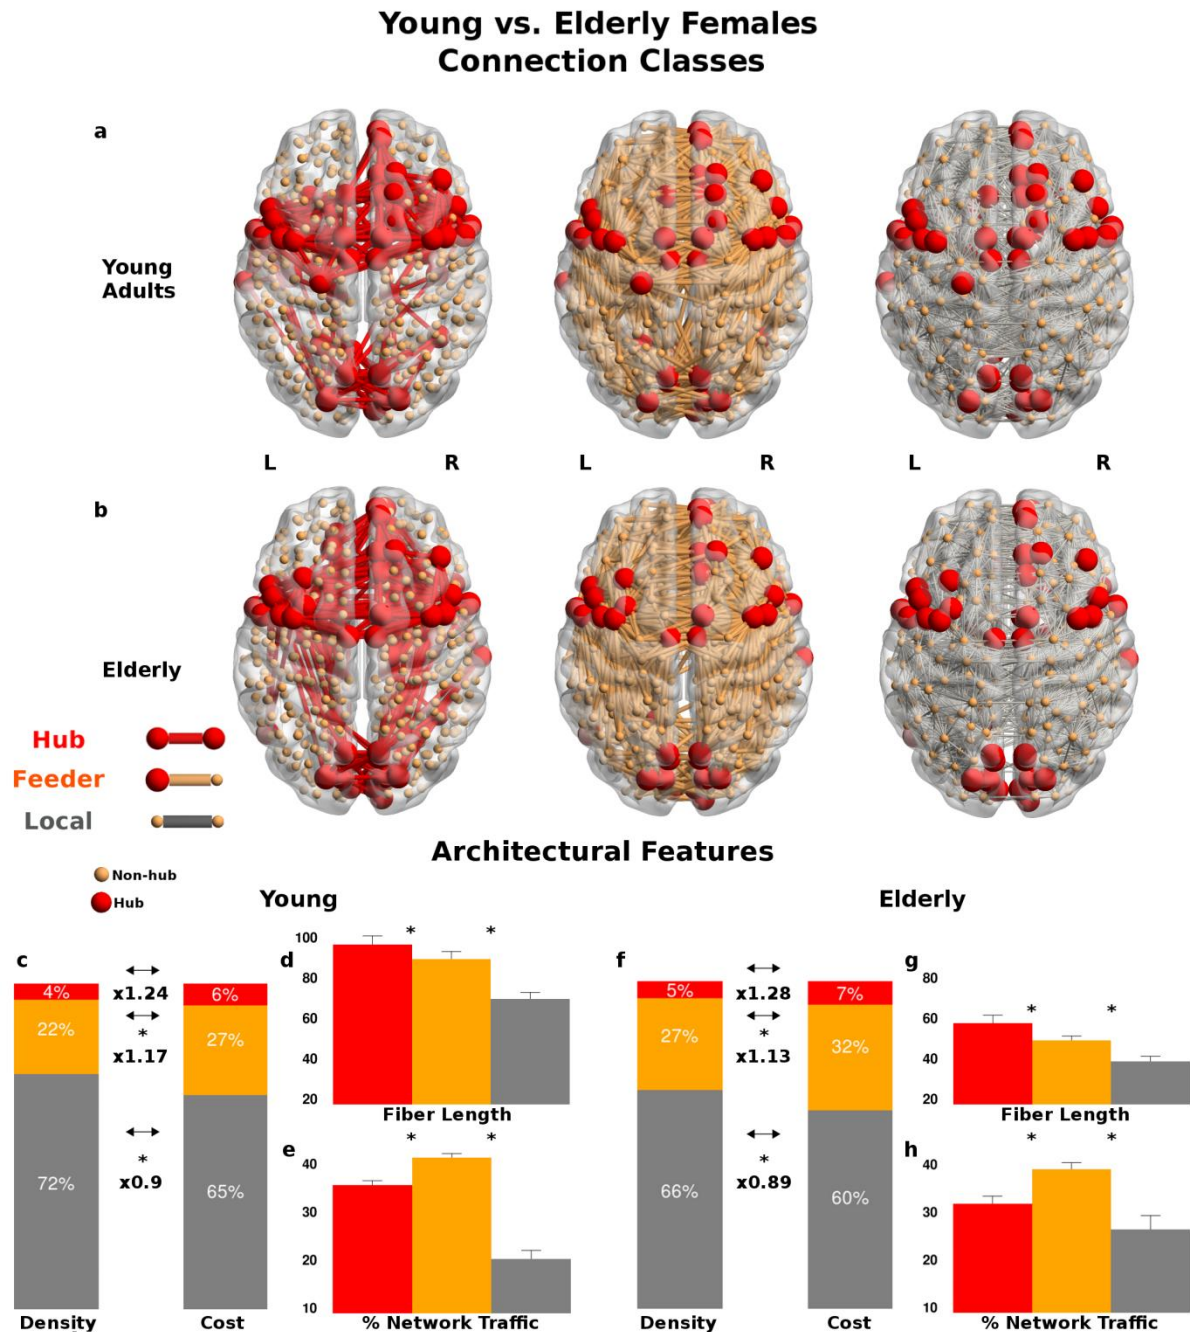 Young vs. Elderly Females
Connection Classes
a
Young
Adults
L R L R L R
b
Elderly
Hub
Feeder
Local
Architectural Features
Non-hub
Hub
Young
Elderly
c
4%
22%
72%
Density
x1.24
*
x1.17
*
x0.9
6%
27%
65%
Cost
d
* *
100
80
60
40
20
Fiber Length
e
* *
40
30
20
10
% Network Traffic
f
5%
27%
66%
Density
x1.28
*
x1.13
*
x0.89
7%
32%
60%
Cost
g
* *
80
60
40
20
Fiber Length
h
* *
40
30
20
10
% Network Traffic